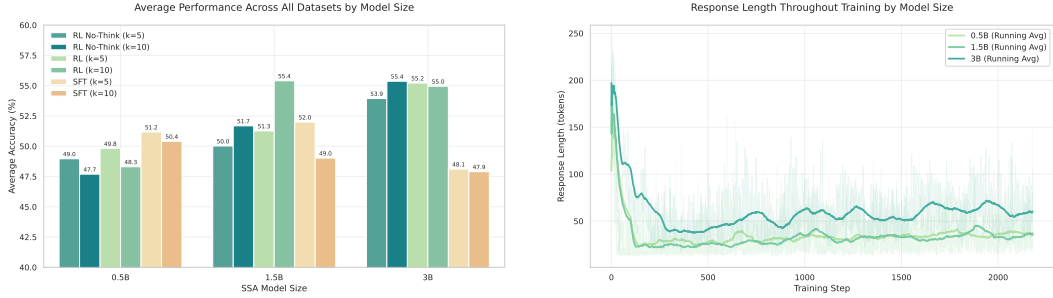 Average Performance Across All Datasets by Model Size
60.0
57.5
55.0
52.5
50.0
47.5
45.0
42.5
40.0
Average Accuracy (%)
RL No-Think (k=5)
RL No-Think (k=10)
RL (k=5)
RL (k=10)
SFT (k=5)
SFT (k=10)
49.0
47.7
49.8
48.3
51.2
50.4
50.0
51.7
51.3
55.4
52.0
49.0
53.9
55.4
55.2
55.0
48.1
47.9
0.5B
1.5B
3B
SSA Model Size
Response Length Throughout Training by Model Size
250
200
150
100
50
Response Length (tokens)
0.5B (Running Avg)
1.5B (Running Avg)
3B (Running Avg)
0
500
1000
1500
2000
Training Step